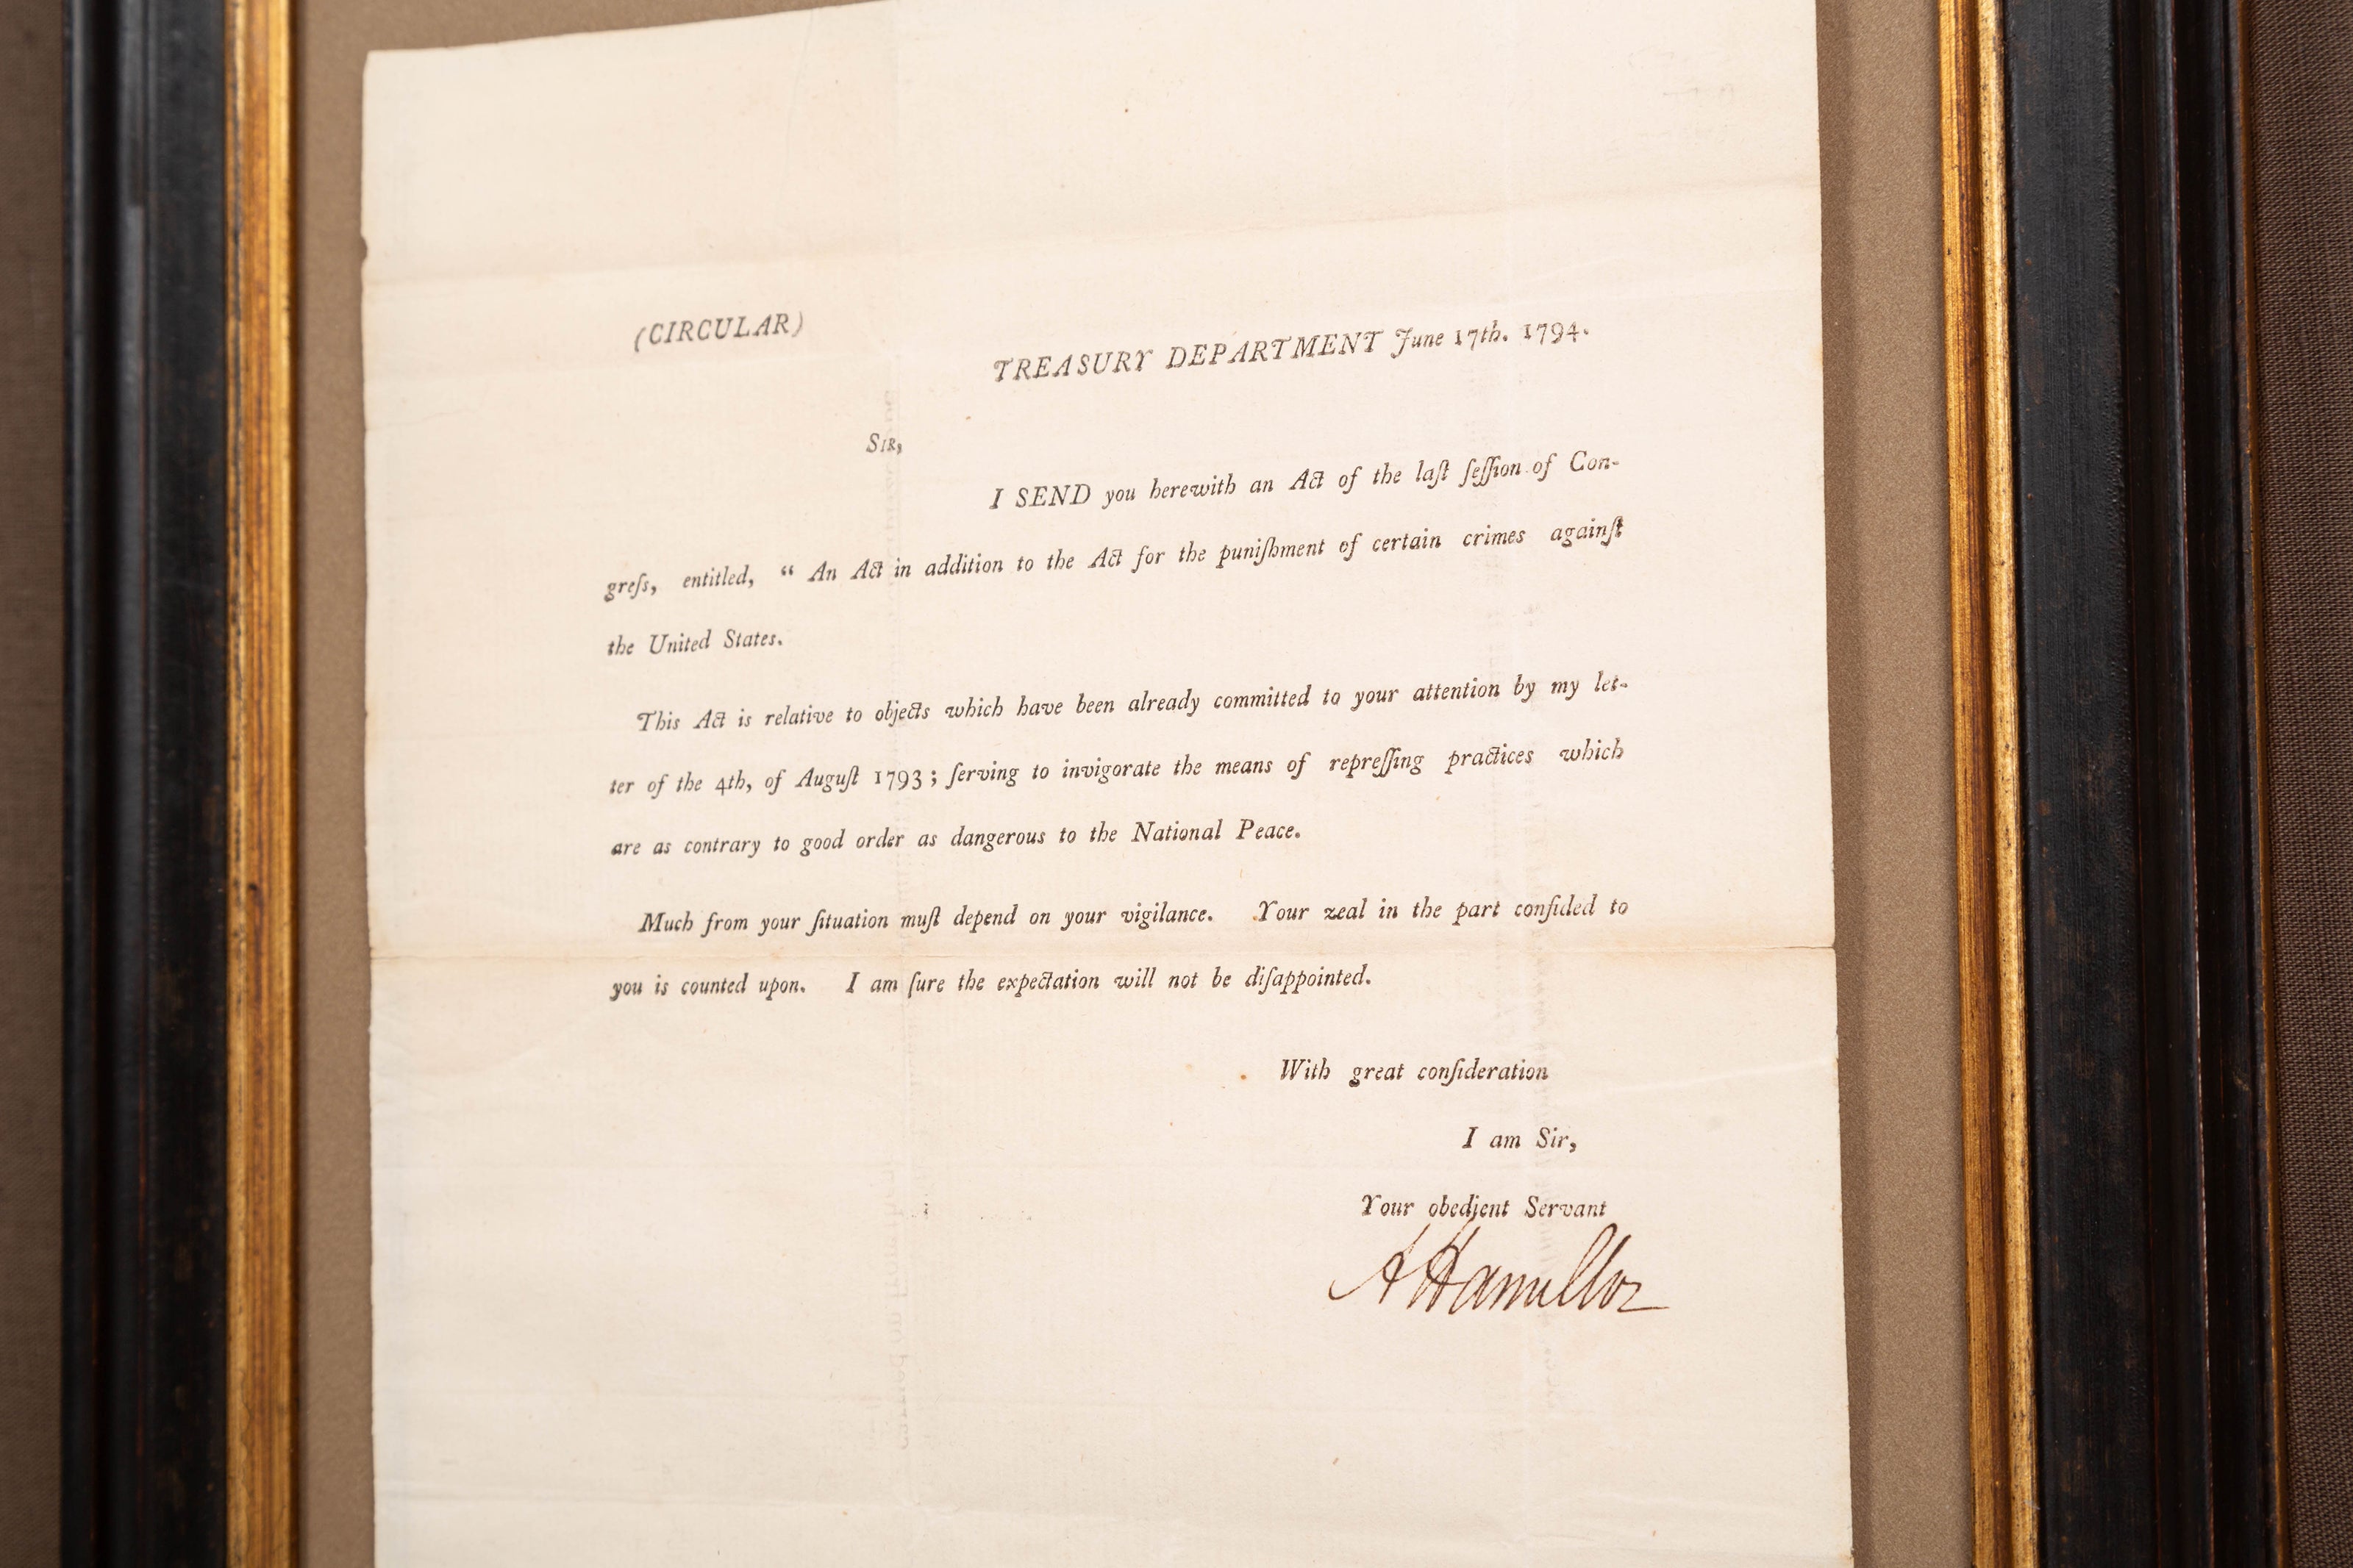 (CIRCULAR)
TREASURY DEPARTMENT June 17th. 1794.
SIR,
I SEND you herewith an Act of the laſt ſeſſion of Con-
greſs, entitled, “ An Act in addition to the Act for the puniſhment of certain crimes againſt
the United States.
This Act is relative to objects which have been already committed to your attention by my let-
ter of the 4th, of Auguſt 1793; ſerving to invigorate the means of repreſſing practices which
are as contrary to good order as dangerous to the National Peace.
Much from your ſituation muſt depend on your vigilance. Your zeal in the part confided to
you is counted upon. I am ſure the expectation will not be diſappointed.
With great conſideration
I am Sir,
Your obedient Servant
A Hamilton